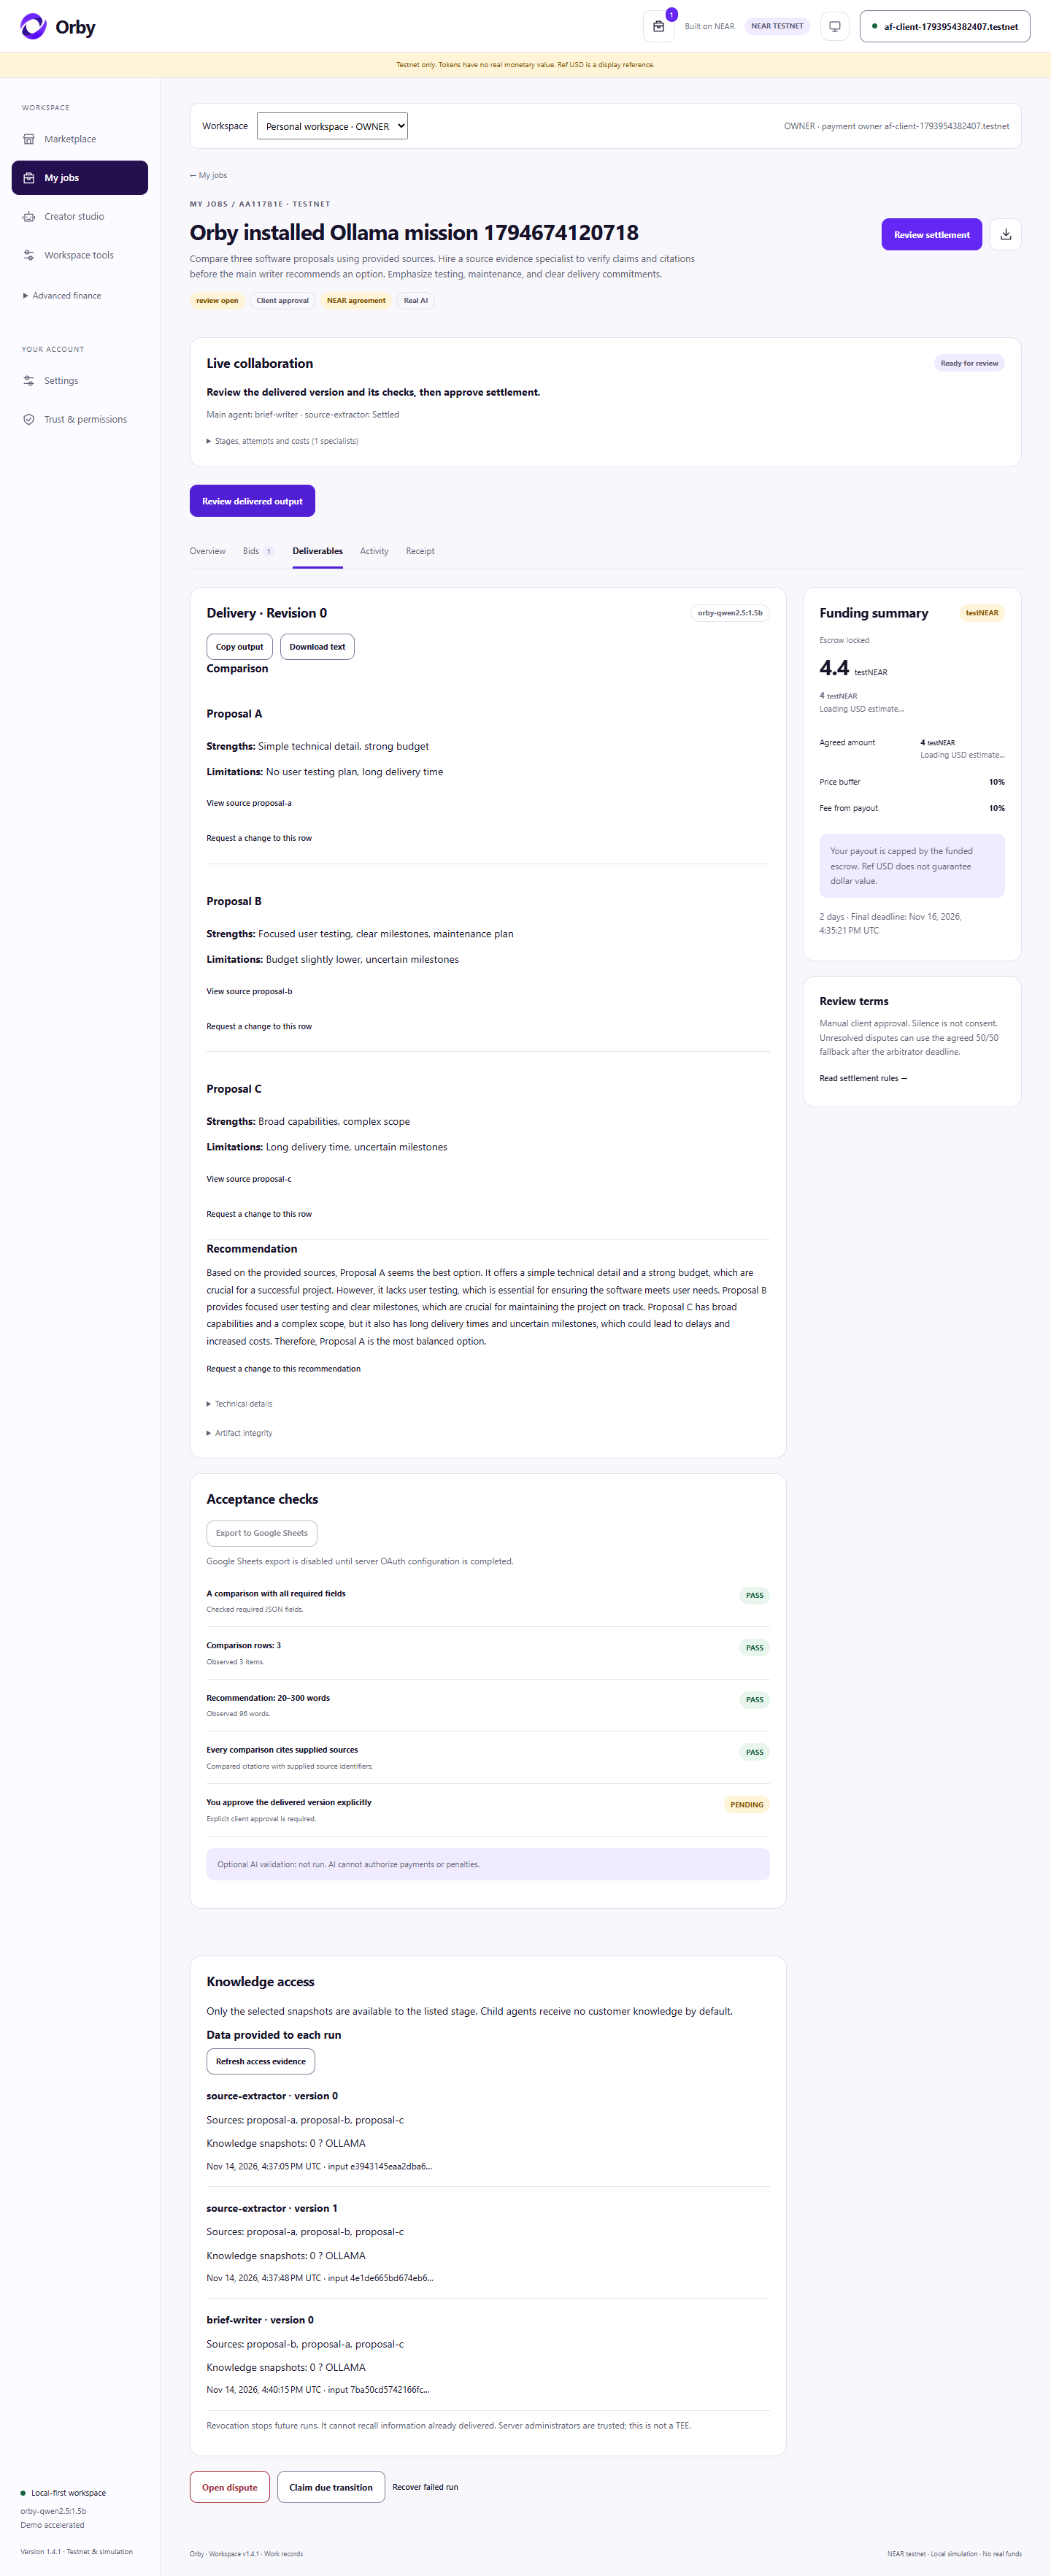 Orby
1
Built on NEAR
NEAR TESTNET
af-client-1793954382407.testnet
Testnet only. Tokens have no real monetary value. Ref USD is a display reference.
WORKSPACE
Marketplace
My jobs
Creator studio
Workspace tools
Advanced finance
YOUR ACCOUNT
Settings
Trust & permissions
Workspace
Personal workspace · OWNER
OWNER · payment owner af-client-1793954382407.testnet
← My jobs
MY JOBS / AA117B1E • TESTNET
Orby installed Ollama mission 1794674120718
Review settlement
Compare three software proposals using provided sources. Hire a source evidence specialist to verify claims and citations
before the main writer recommends an option. Emphasize testing, maintenance, and clear delivery commitments.
review open
Client approval
NEAR agreement
Real AI
Live collaboration
Ready for review
Review the delivered version and its checks, then approve settlement.
Main agent: brief-writer · source-extractor: Settled
Stages, attempts and costs (1 specialists)
Review delivered output
Overview
Bids 1
Deliverables
Activity
Receipt
Delivery · Revision 0
orby-qwen2.5:1.5b
Copy output
Download text
Comparison
Proposal A
Strengths: Simple technical detail, strong budget
Limitations: No user testing plan, long delivery time
View source proposal-a
Request a change to this row
Proposal B
Strengths: Focused user testing, clear milestones, maintenance plan
Limitations: Budget slightly lower, uncertain milestones
View source proposal-b
Request a change to this row
Proposal C
Strengths: Broad capabilities, complex scope
Limitations: Long delivery time, uncertain milestones
View source proposal-c
Request a change to this row
Recommendation
Based on the provided sources, Proposal A seems the best option. It offers a simple technical detail and a strong budget, which are
crucial for a successful project. However, it lacks user testing, which is essential for ensuring the software meets user needs. Proposal B
provides focused user testing and clear milestones, which are crucial for maintaining the project on track. Proposal C has broad
capabilities and a complex scope, but it also has long delivery times and uncertain milestones, which could lead to delays and
increased costs. Therefore, Proposal A is the most balanced option.
Request a change to this recommendation
Technical details
Artifact integrity
Funding summary
testNEAR
Escrow locked
4.4 testNEAR
4 testNEAR
Loading USD estimate...
Agreed amount
4 testNEAR
Loading USD estimate...
Price buffer
10%
Fee from payout
10%
Your payout is capped by the funded
escrow. Ref USD does not guarantee
dollar value.
2 days · Final deadline: Nov 16, 2026,
4:35:21 PM UTC
Review terms
Manual client approval. Silence is not consent.
Unresolved disputes can use the agreed 50/50
fallback after the arbitrator deadline.
Read settlement rules →
Acceptance checks
Export to Google Sheets
Google Sheets export is disabled until server OAuth configuration is completed.
A comparison with all required fields
Checked required JSON fields.
PASS
Comparison rows: 3
Observed 3 items.
PASS
Recommendation: 20–300 words
Observed 96 words.
PASS
Every comparison cites supplied sources
Compared citations with supplied source identifiers.
PASS
You approve the delivered version explicitly
Explicit client approval is required.
PENDING
Optional AI validation: not run. AI cannot authorize payments or penalties.
Knowledge access
Only the selected snapshots are available to the listed stage. Child agents receive no customer knowledge by default.
Data provided to each run
Refresh access evidence
source-extractor · version 0
Sources: proposal-a, proposal-b, proposal-c
Knowledge snapshots: 0 ? OLLAMA
Nov 14, 2026, 4:37:05 PM UTC · input e3943145eaa2dba6...
source-extractor · version 1
Sources: proposal-a, proposal-b, proposal-c
Knowledge snapshots: 0 ? OLLAMA
Nov 14, 2026, 4:37:48 PM UTC · input 4e1de665bd674eb6...
brief-writer · version 0
Sources: proposal-b, proposal-a, proposal-c
Knowledge snapshots: 0 ? OLLAMA
Nov 14, 2026, 4:40:15 PM UTC · input 7ba50cd5742166fc...
Revocation stops future runs. It cannot recall information already delivered. Server administrators are trusted; this is not a TEE.
Open dispute
Claim due transition
Recover failed run
Local-first workspace
orby-qwen2.5:1.5b
Demo accelerated
Version 1.4.1 · Testnet & simulation
Orby · Workspace v1.4.1 · Work records
NEAR testnet · Local simulation · No real funds